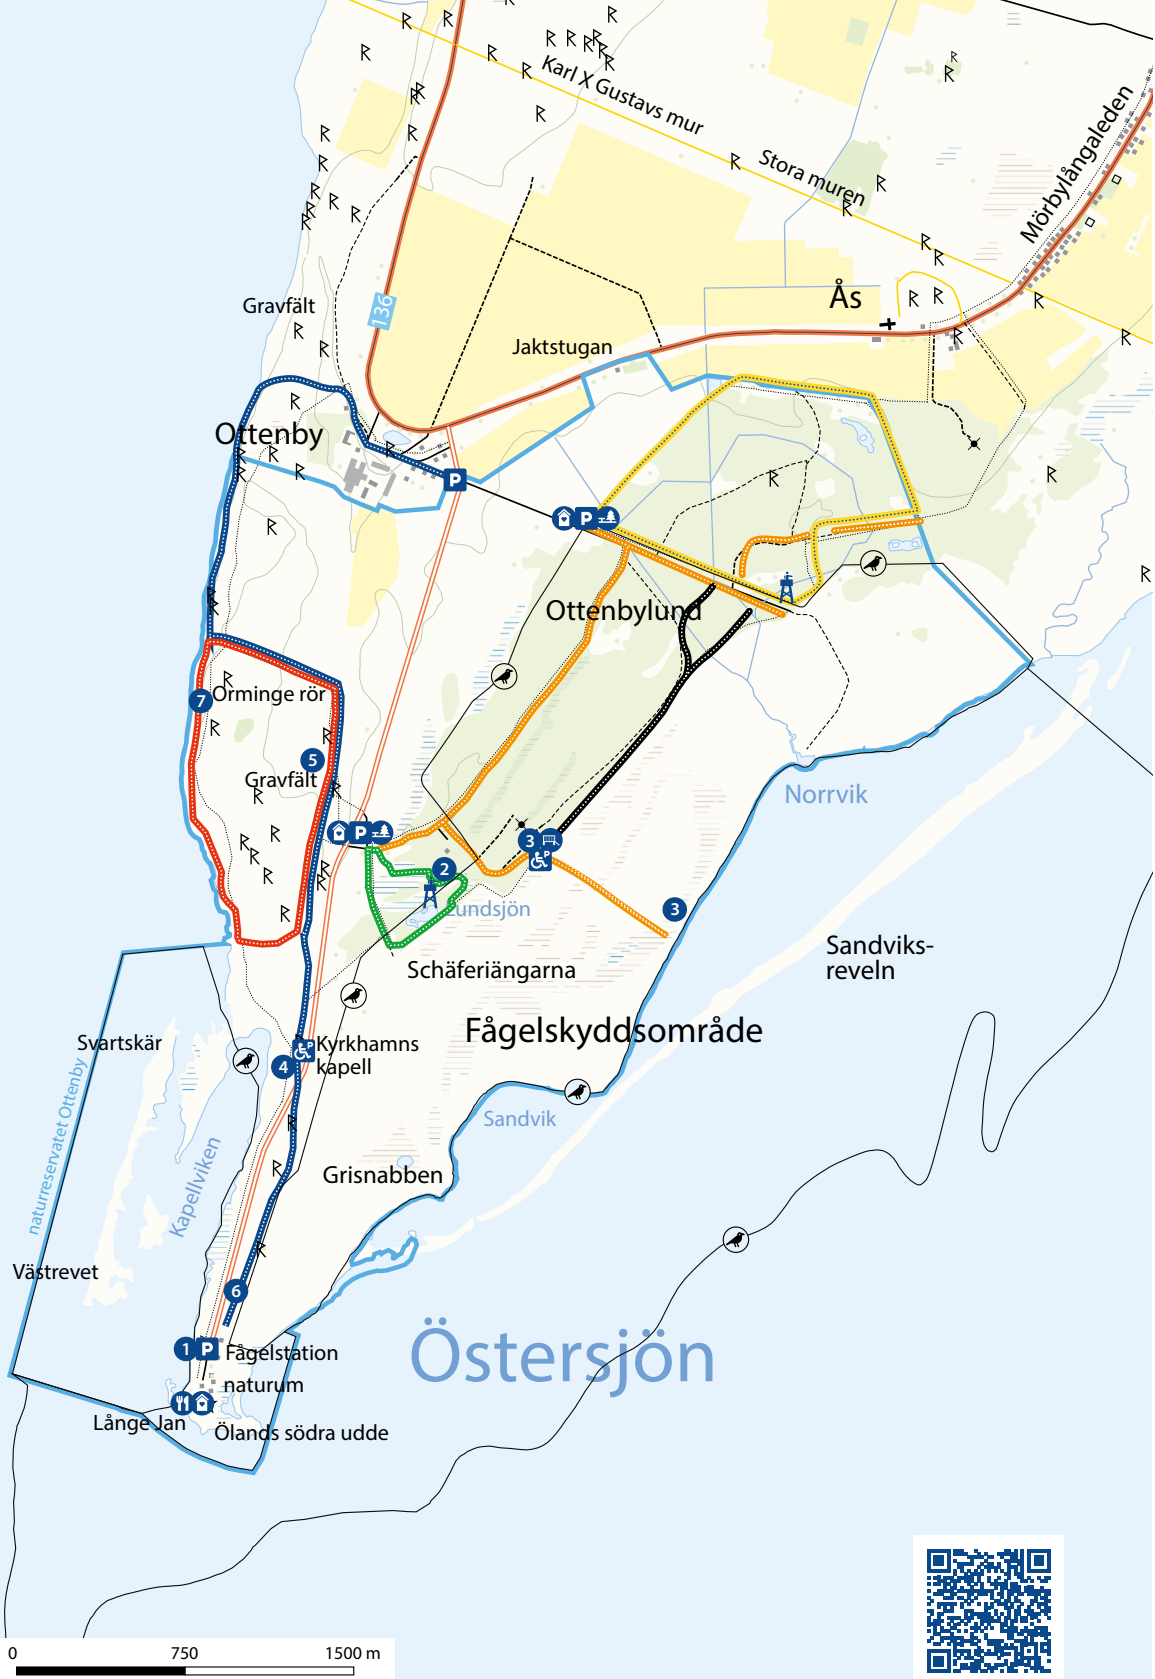 Karl X Gustavs mur
Stora muren
Mörbylångaleden
Ås
136
Gravfält
Jaktstugan
Ottenby
P
P
Ottenbylund
7
Orminge rör
5
Gravfält
P
3
P
2
Lundsjön
3
Norrvik
Sandviks-
reveln
Schäferiängarna
Fågelskyddsområde
Svartskär
P
Kyrkhamns
kapell
4
naturreservatet Ottenby
Kapellviken
Sandvik
Grisnabben
Västrevet
6
Östersjön
1
P
Fågelstation
naturum
Långe Jan
Ölands södra udde
0 750 1500 m